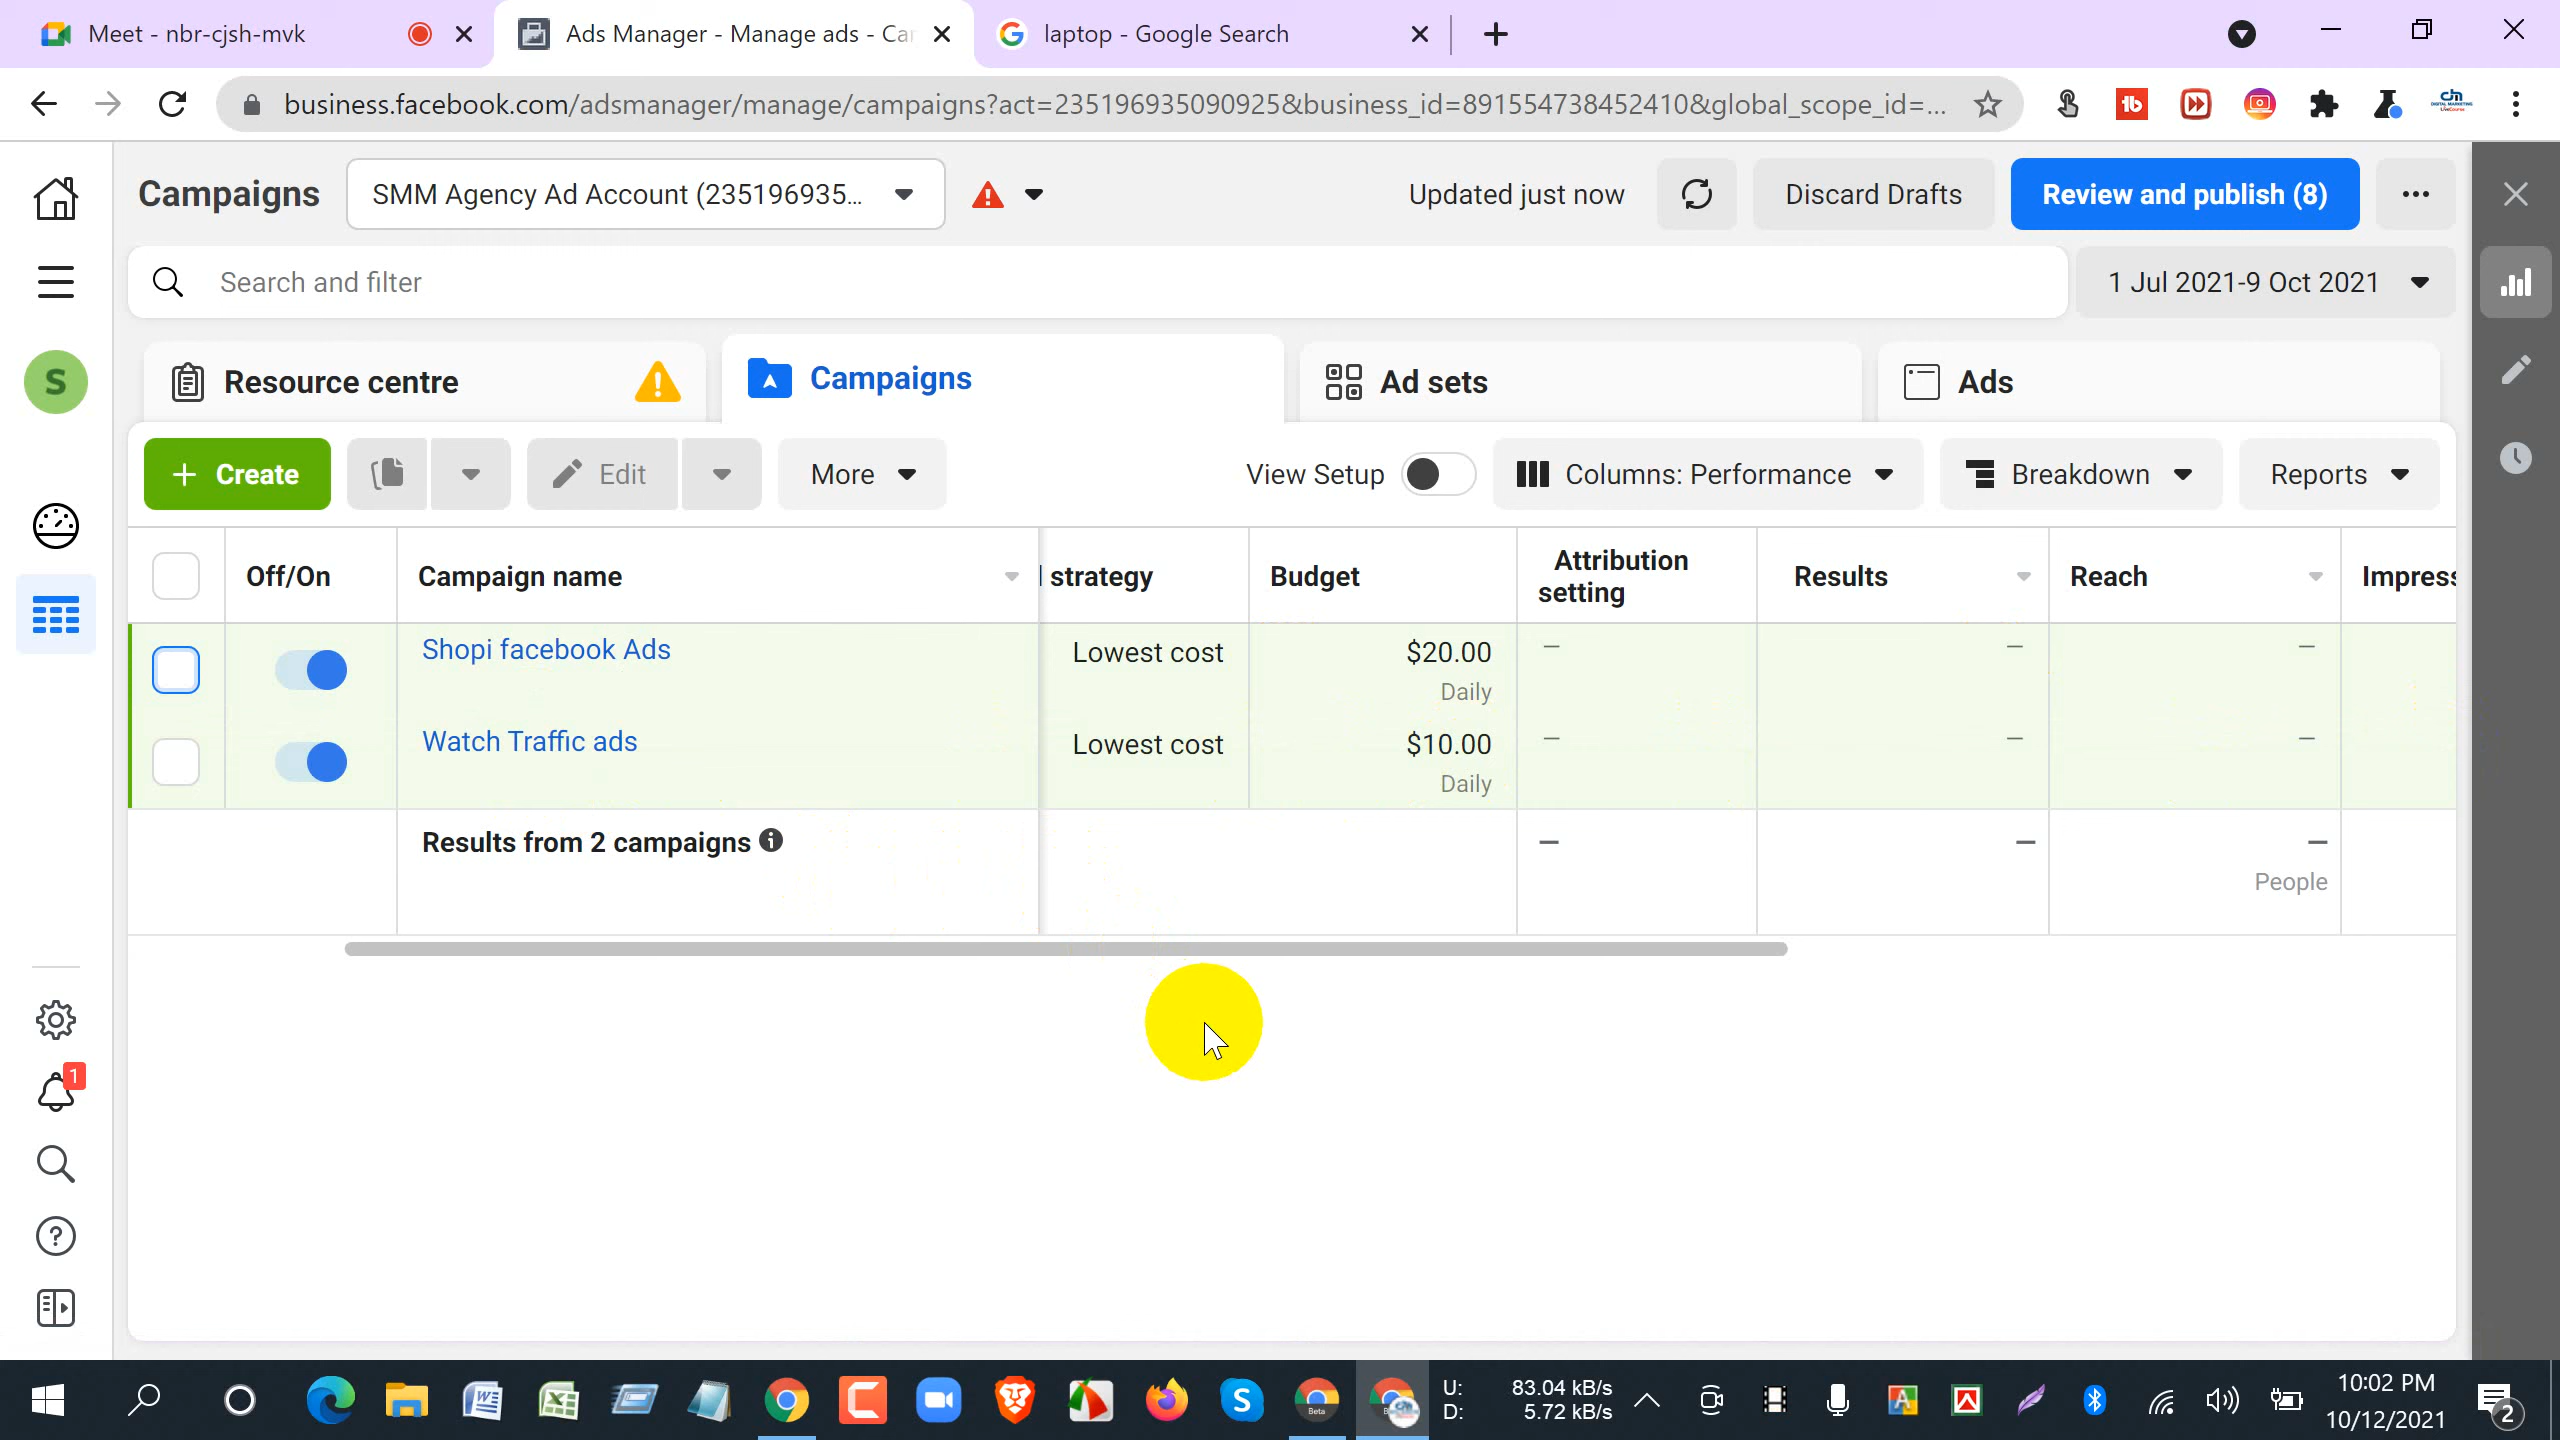 Meet - nbr-cjsh-mvk
Ads Manager - Manage ads - Ca
laptop - Google Search
business.facebook.com/adsmanager/manage/campaigns?act=235196935090925&business_id=891554738452410&global_scope_id=...
Campaigns
SMM Agency Ad Account (235196935...
Updated just now
Discard Drafts
Review and publish (8)
Search and filter
1 Jul 2021-9 Oct 2021
S
Resource centre
Campaigns
Ad sets
Ads
+ Create
Edit
More
View Setup
Columns: Performance
Breakdown
Reports
Off/On
Campaign name
strategy
Budget
Attribution
setting
Results
Reach
Impress
Shopi facebook Ads
Lowest cost
$20.00
Daily
—
—
—
Watch Traffic ads
Lowest cost
$10.00
Daily
—
—
—
Results from 2 campaigns
—
—
—
People
1
U: 83.04 kB/s
D: 5.72 kB/s
10:02 PM
10/12/2021
2